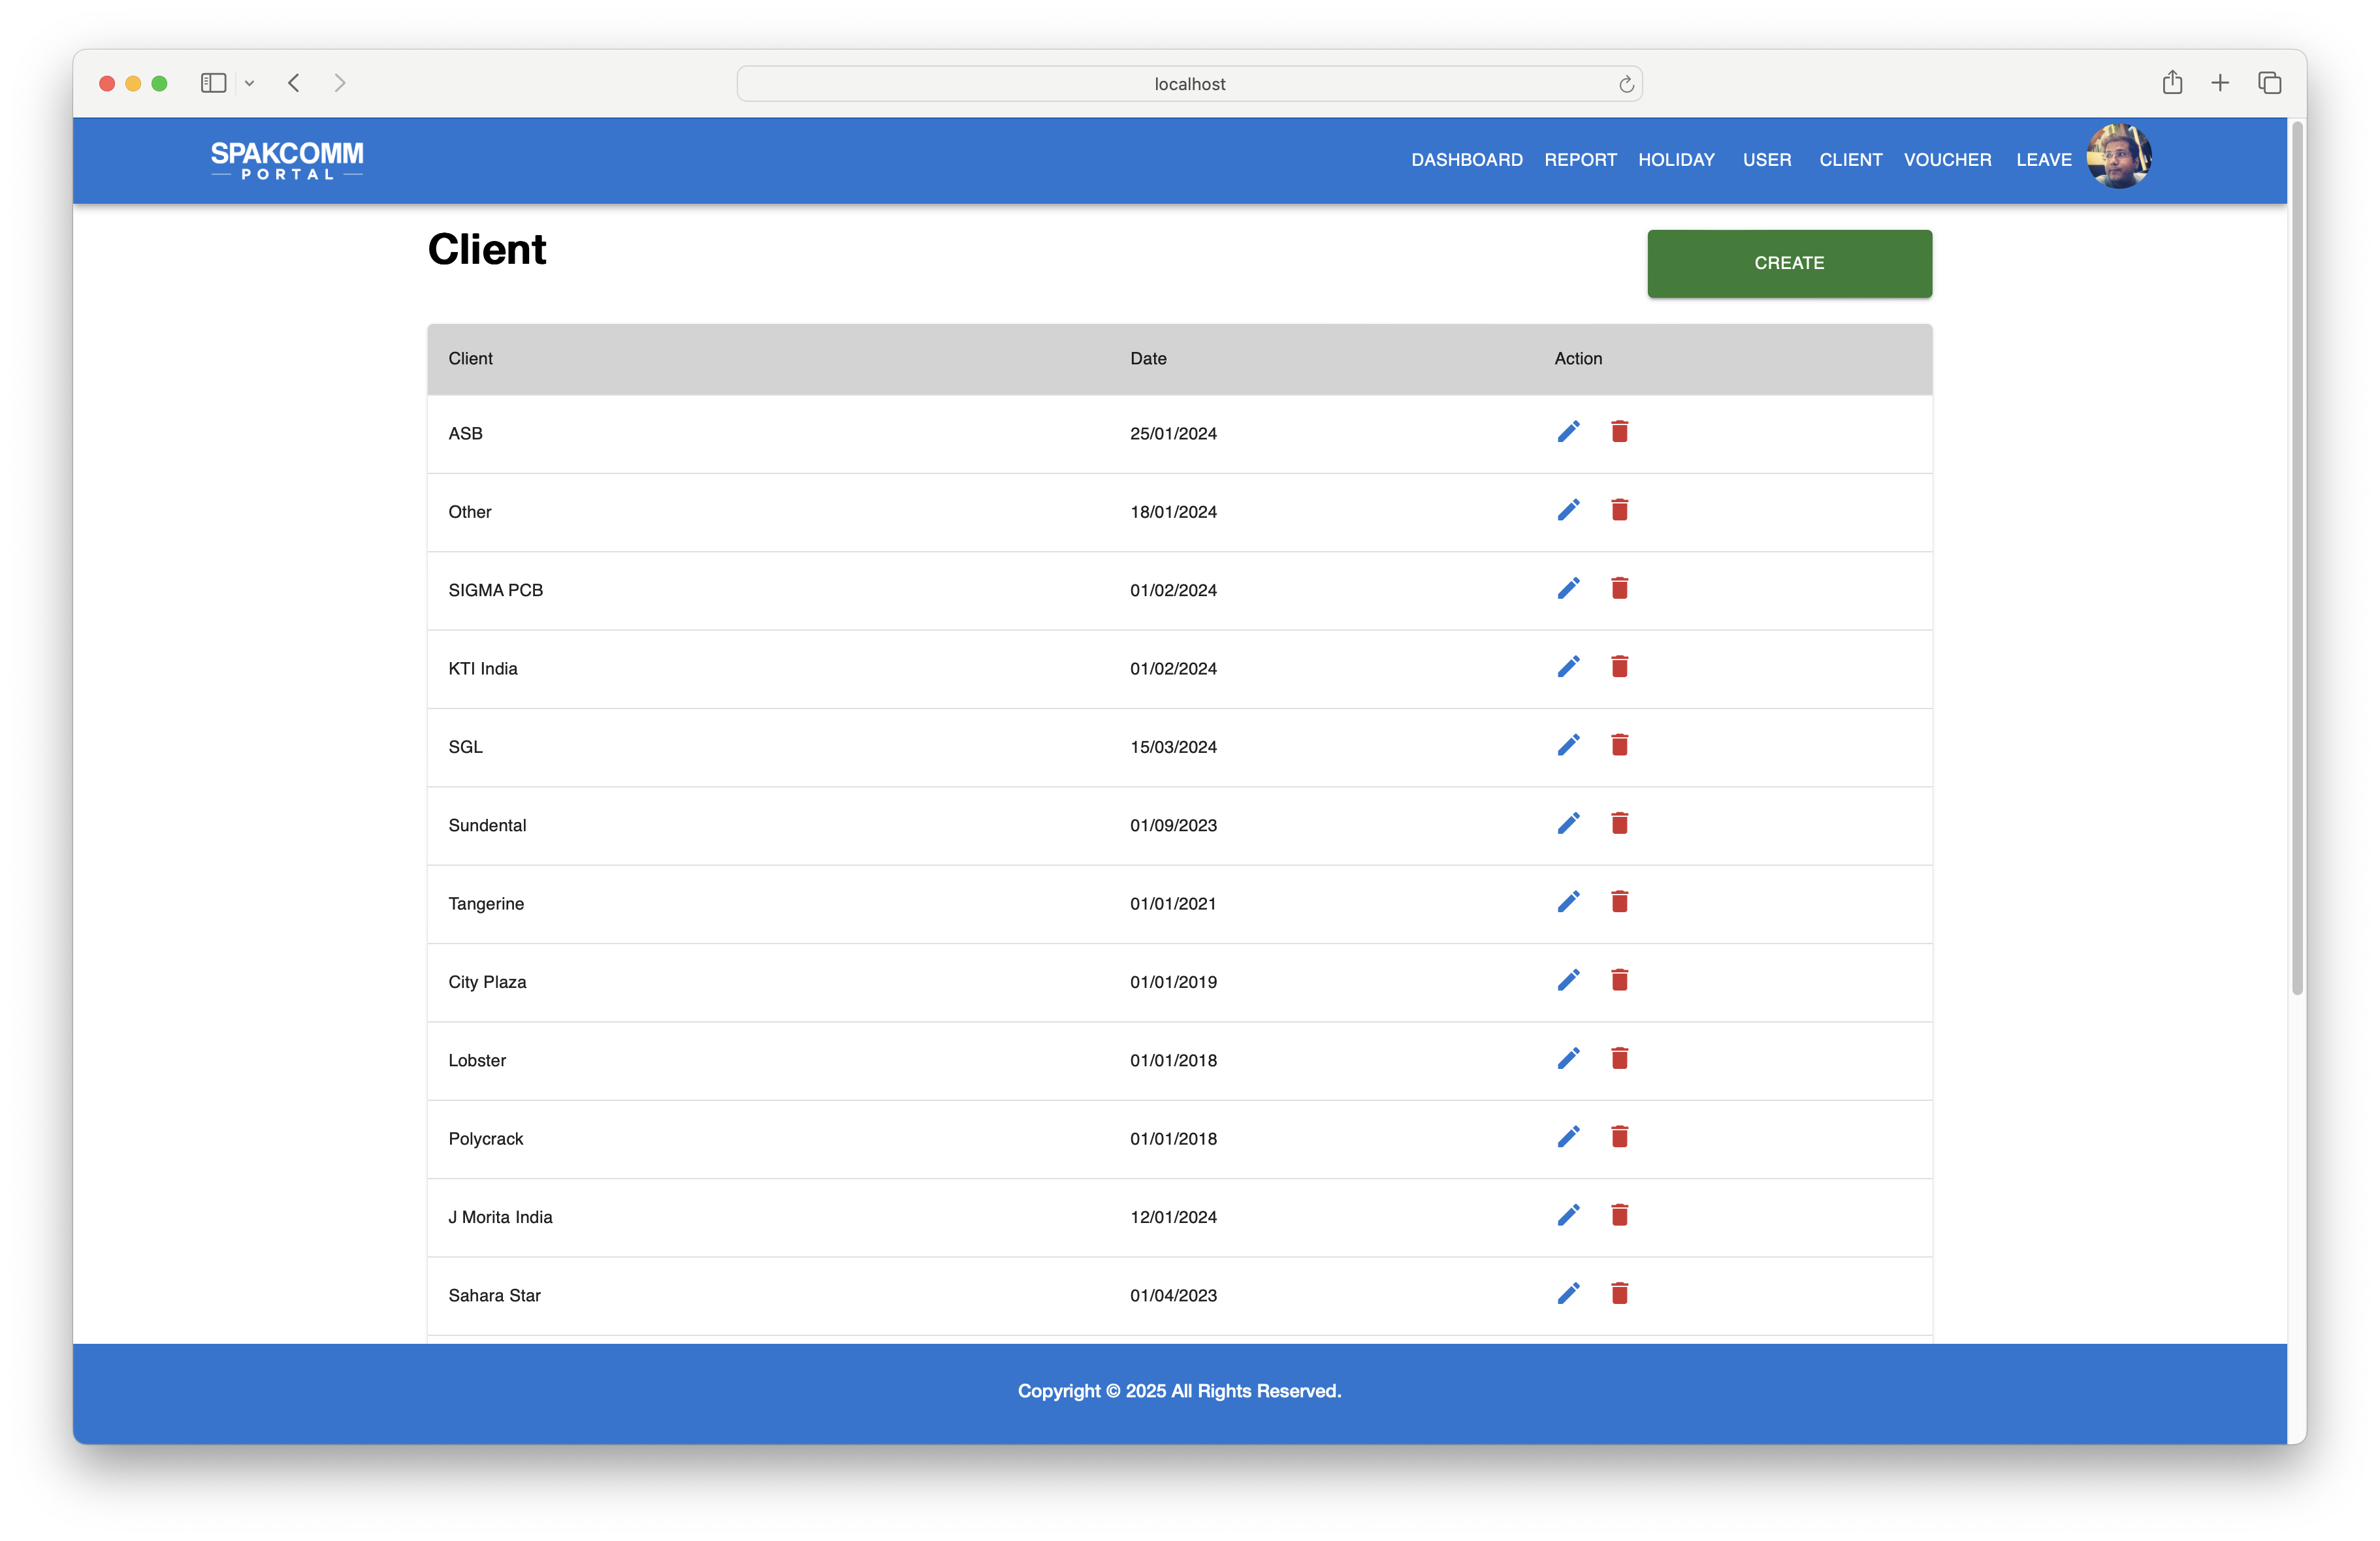 localhost
SPAKCOMM
PORTAL
DASHBOARD REPORT HOLIDAY USER CLIENT VOUCHER LEAVE
Client
CREATE
Client Date Action
ASB 25/01/2024
Other 18/01/2024
SIGMA PCB 01/02/2024
KTI India 01/02/2024
SGL 15/03/2024
Sundental 01/09/2023
Tangerine 01/01/2021
City Plaza 01/01/2019
Lobster 01/01/2018
Polycrack 01/01/2018
J Morita India 12/01/2024
Sahara Star 01/04/2023
Copyright © 2025 All Rights Reserved.